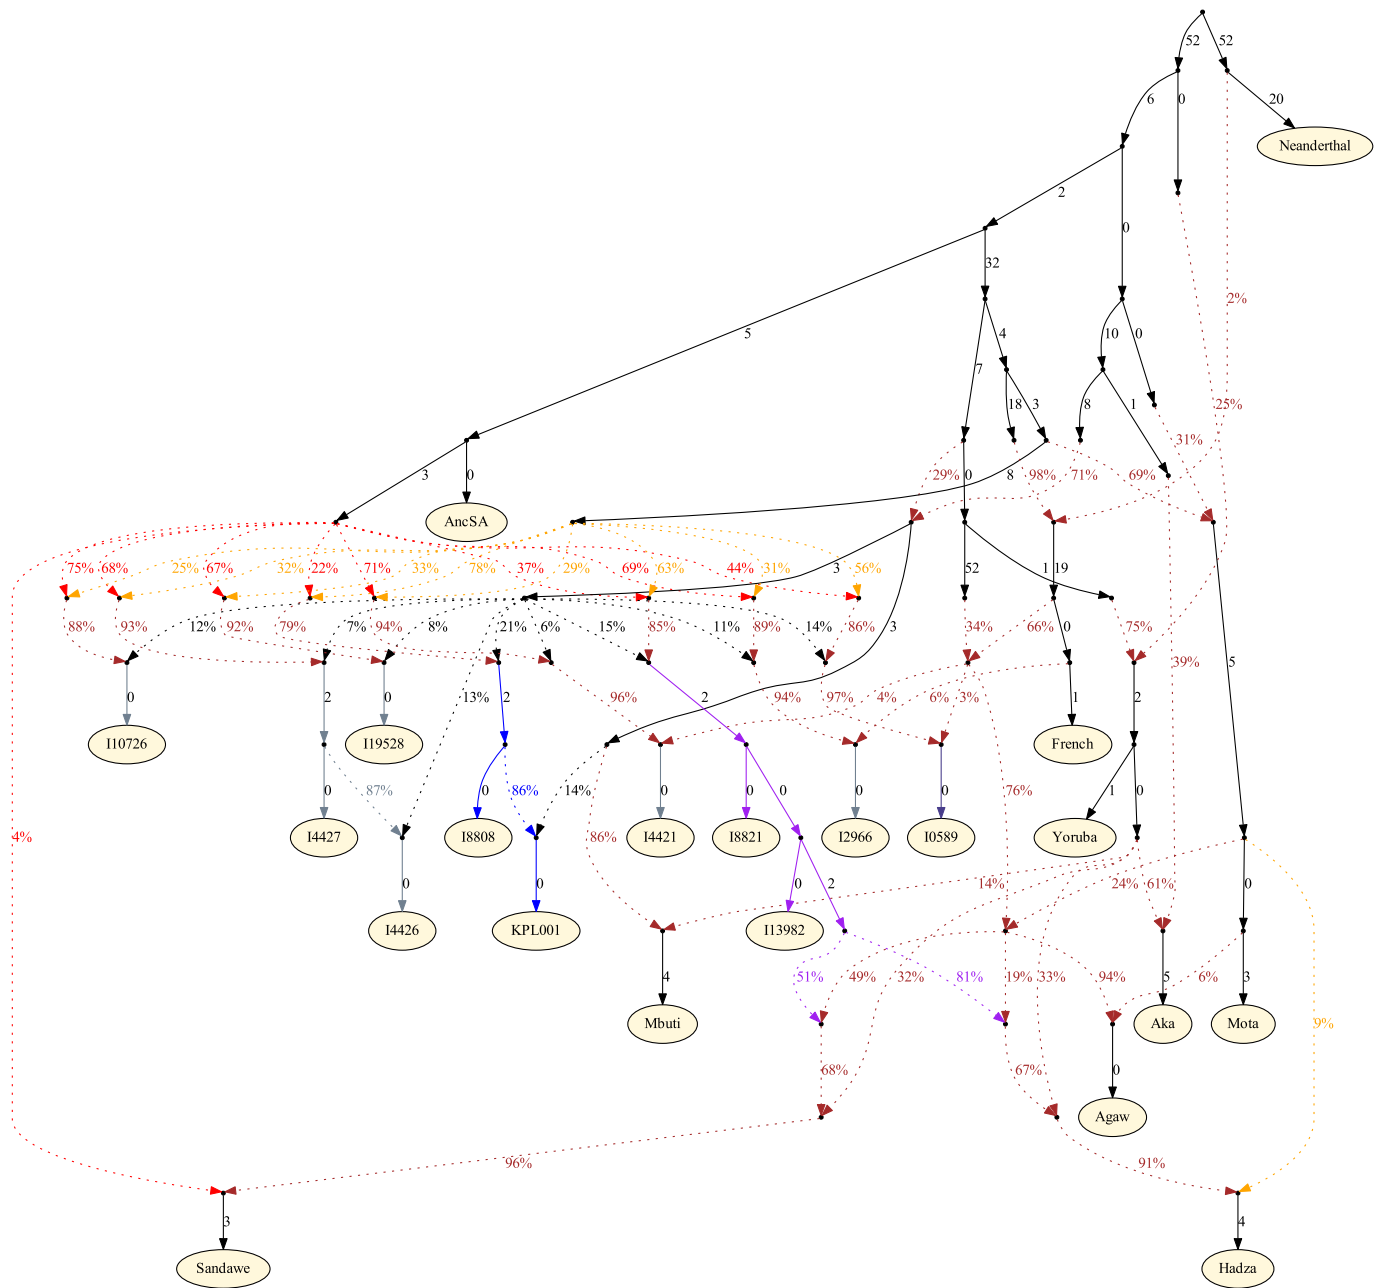 52 52
6 0 20
Neanderthal
2 0
32 2%
5 4 10 0
7 18 3 8 1 25%
31%
3 0 29% 0 8 98% 71% 69%
AncSA
75% 68% 67% 22% 71% 25% 32% 33% 78% 29% 37% 69% 63% 44% 31% 56% 3 52 1 19
88% 93% 92% 79% 94% 12% 7% 8% 21% 6% 15% 85% 11% 89% 14% 86% 3 34% 66% 0 75%
39% 5
0 2 0 13% 2 96% 2 94% 97% 4% 6% 3% 1 2
I10726 I19528 French
0 87% 0 86% 14% 0 0 0 0 0 76% 1 0
4% 86%
I4427 I8808 I4421 I8821 I2966 I0589 Yoruba
0 0 0 2 14% 24% 61% 0
I4426 KPL001 I13982
4 51% 49% 32% 81% 19% 33% 94% 5 6% 3 9%
Mbuti Aka Mota
68% 67% 0
Agaw
96% 91%
3 4
Sandawe Hadza